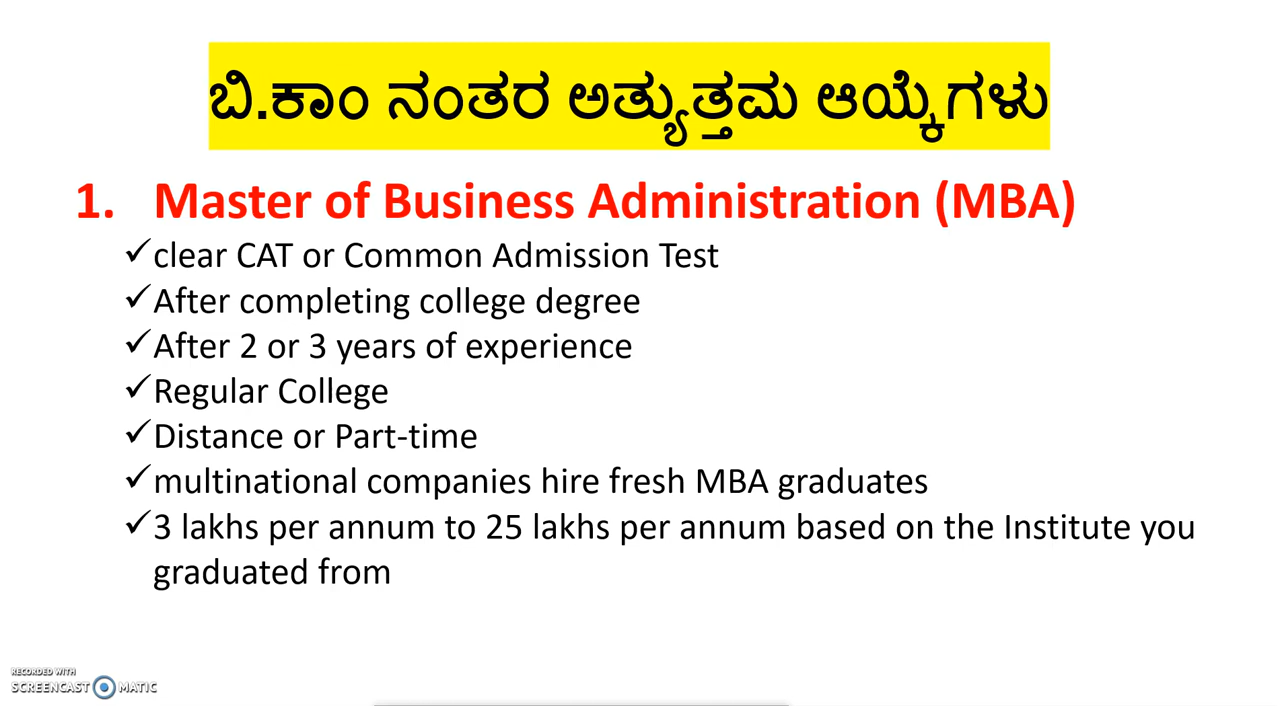 ಬಿ.ಕಾಂ ನಂತರ ಅತ್ಯುತ್ತಮ ಆಯ್ಕೆಗಳು
1. Master of Business Administration (MBA)
✓clear CAT or Common Admission Test
✓After completing college degree
✓After 2 or 3 years of experience
✓Regular College
✓Distance or Part-time
✓multinational companies hire fresh MBA graduates
✓3 lakhs per annum to 25 lakhs per annum based on the Institute you
graduated from
RECORDED WITH
SCREENCAST MATIC